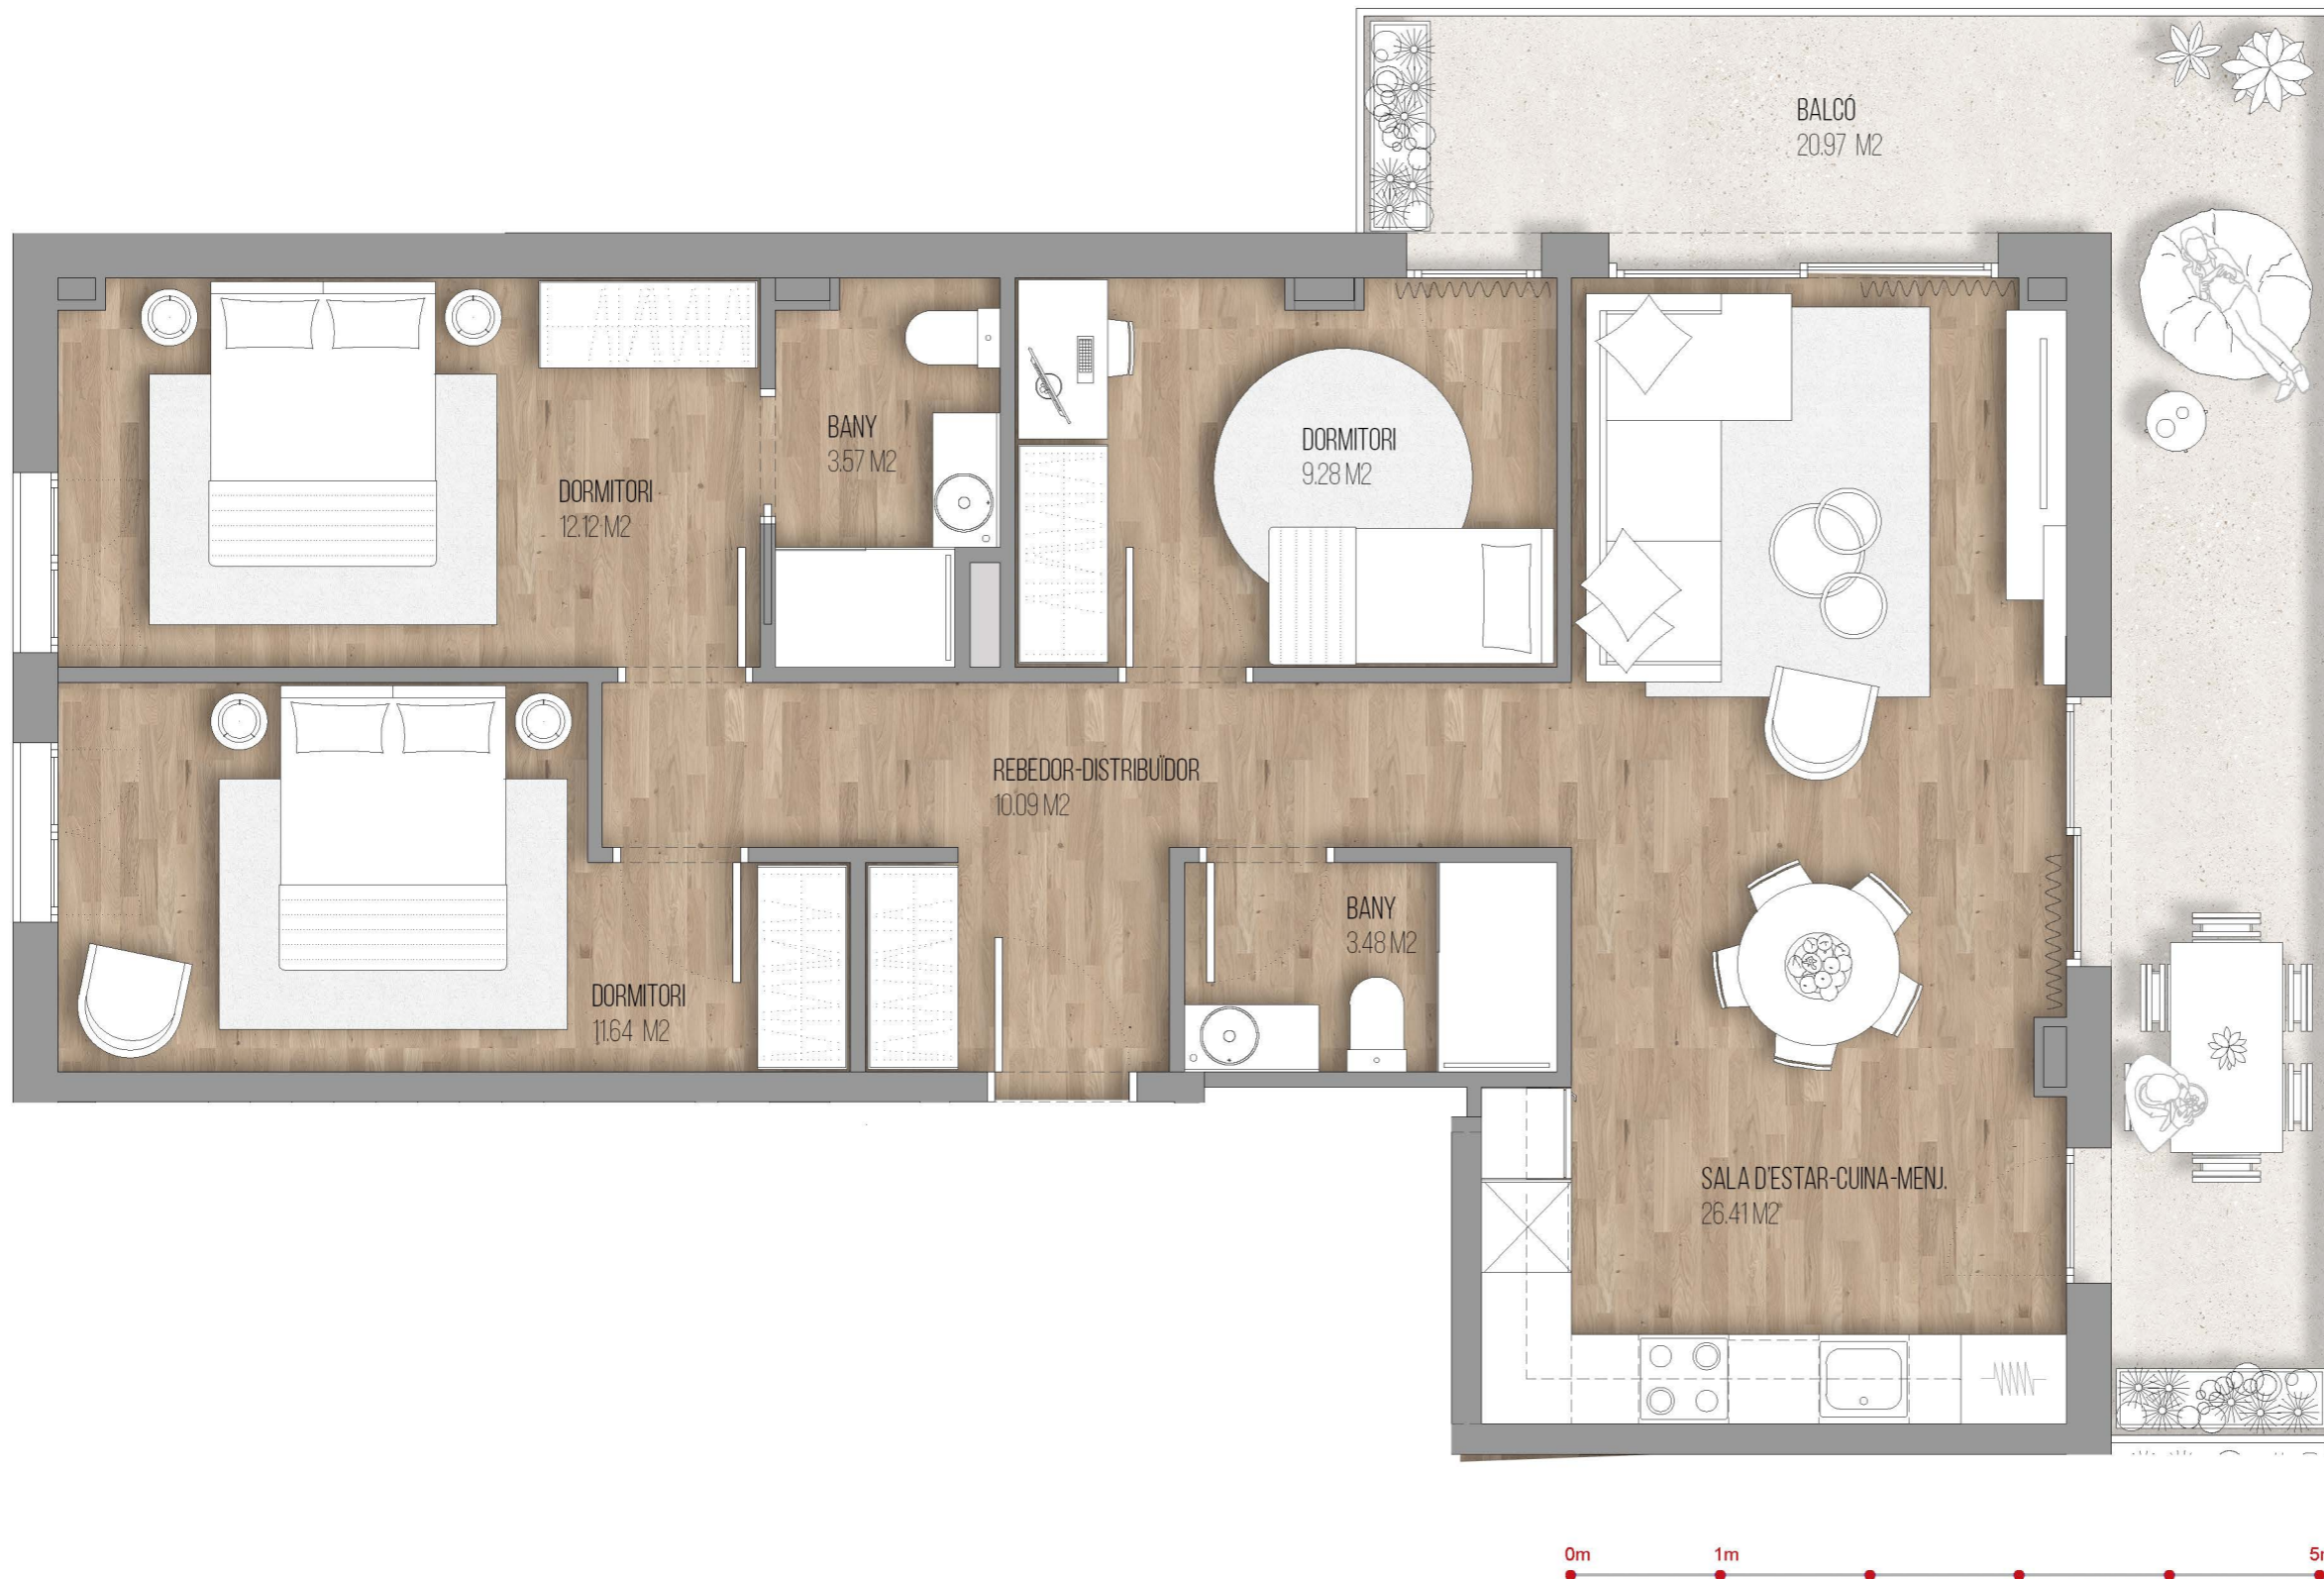 BALCÓ
20.97 M2
BANY
3.57 M2
DORMITORI
9.28 M2
DORMITORI
12.12 M2
REBEDOR-DISTRIBUÏDOR
10.09 M2
BANY
3.48 M2
DORMITORI
11.64 M2
SALA D'ESTAR-CUINA-MENJ.
26.41 M2
0m 1m 5m